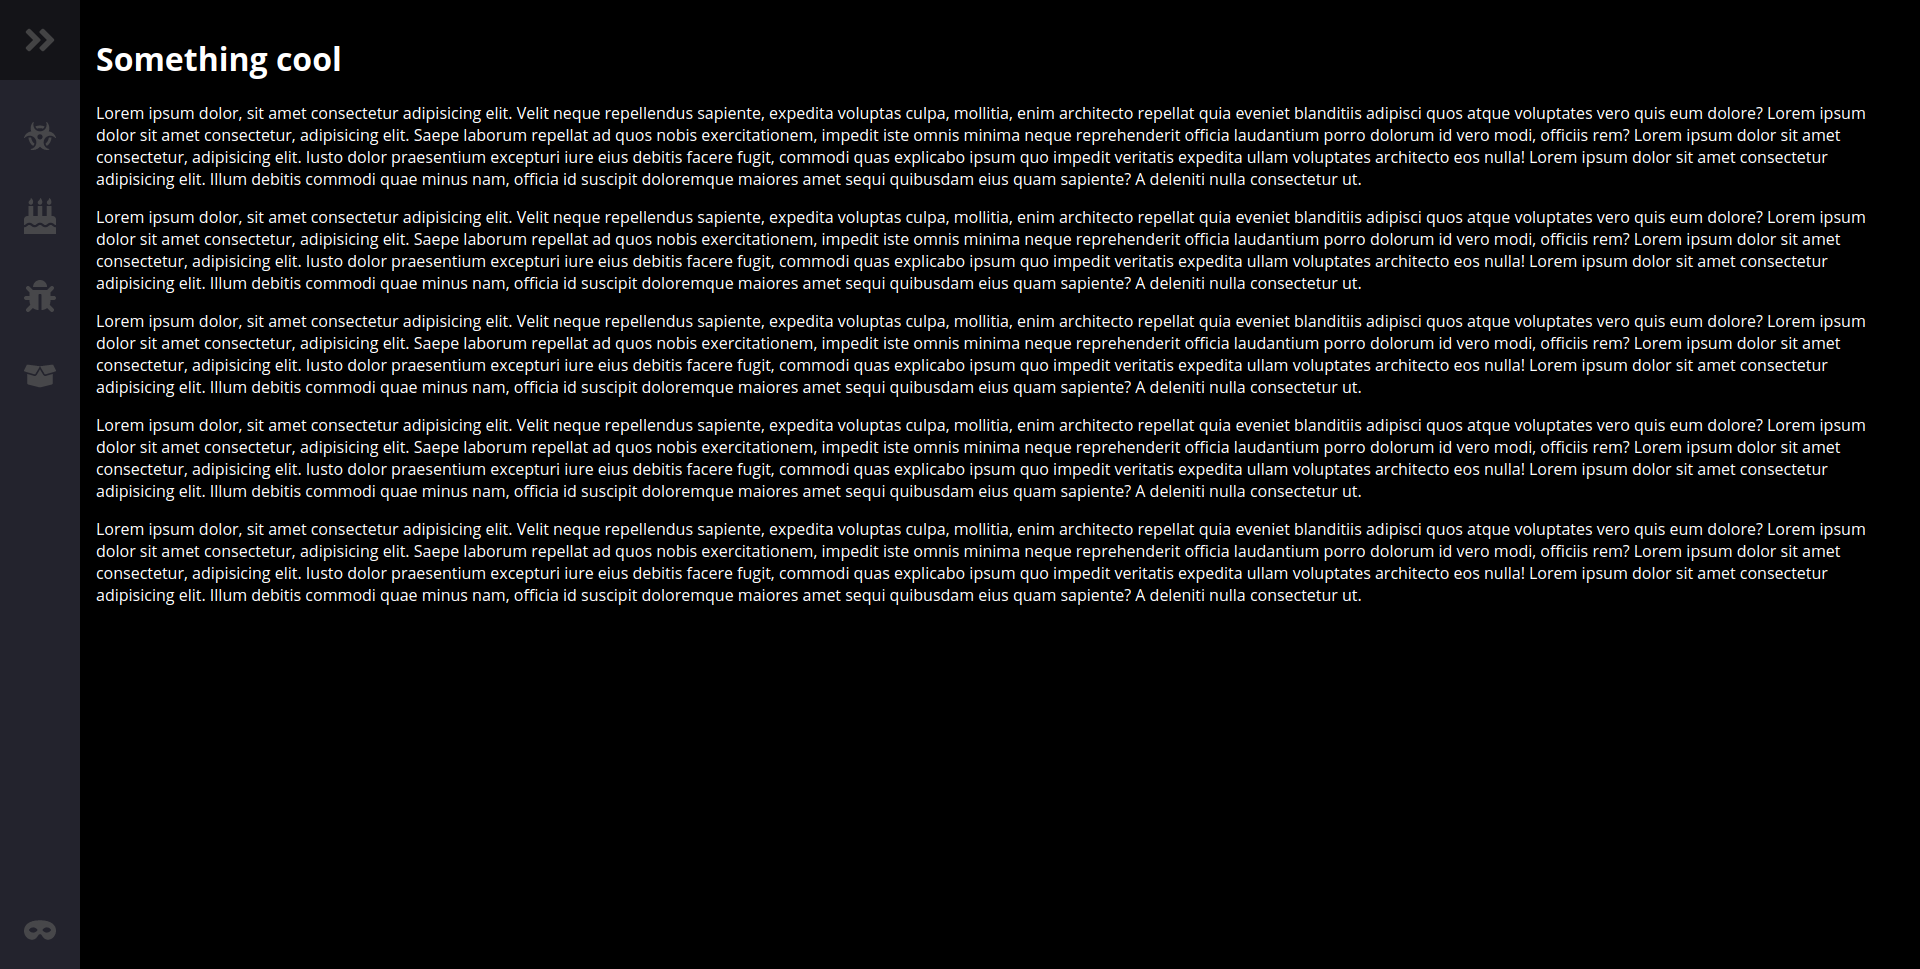 Something cool
Lorem ipsum dolor, sit amet consectetur adipisicing elit. Velit neque repellendus sapiente, expedita voluptas culpa, mollitia, enim architecto repellat quia eveniet blanditiis adipisci quos atque voluptates vero quis eum dolore? Lorem ipsum
dolor sit amet consectetur, adipisicing elit. Saepe laborum repellat ad quos nobis exercitationem, impedit iste omnis minima neque reprehenderit officia laudantium porro dolorum id vero modi, officiis rem? Lorem ipsum dolor sit amet
consectetur, adipisicing elit. Iusto dolor praesentium excepturi iure eius debitis facere fugit, commodi quas explicabo ipsum quo impedit veritatis expedita ullam voluptates architecto eos nulla! Lorem ipsum dolor sit amet consectetur
adipisicing elit. Illum debitis commodi quae minus nam, officia id suscipit doloremque maiores amet sequi quibusdam eius quam sapiente? A deleniti nulla consectetur ut.
Lorem ipsum dolor, sit amet consectetur adipisicing elit. Velit neque repellendus sapiente, expedita voluptas culpa, mollitia, enim architecto repellat quia eveniet blanditiis adipisci quos atque voluptates vero quis eum dolore? Lorem ipsum
dolor sit amet consectetur, adipisicing elit. Saepe laborum repellat ad quos nobis exercitationem, impedit iste omnis minima neque reprehenderit officia laudantium porro dolorum id vero modi, officiis rem? Lorem ipsum dolor sit amet
consectetur, adipisicing elit. Iusto dolor praesentium excepturi iure eius debitis facere fugit, commodi quas explicabo ipsum quo impedit veritatis expedita ullam voluptates architecto eos nulla! Lorem ipsum dolor sit amet consectetur
adipisicing elit. Illum debitis commodi quae minus nam, officia id suscipit doloremque maiores amet sequi quibusdam eius quam sapiente? A deleniti nulla consectetur ut.
Lorem ipsum dolor, sit amet consectetur adipisicing elit. Velit neque repellendus sapiente, expedita voluptas culpa, mollitia, enim architecto repellat quia eveniet blanditiis adipisci quos atque voluptates vero quis eum dolore? Lorem ipsum
dolor sit amet consectetur, adipisicing elit. Saepe laborum repellat ad quos nobis exercitationem, impedit iste omnis minima neque reprehenderit officia laudantium porro dolorum id vero modi, officiis rem? Lorem ipsum dolor sit amet
consectetur, adipisicing elit. Iusto dolor praesentium excepturi iure eius debitis facere fugit, commodi quas explicabo ipsum quo impedit veritatis expedita ullam voluptates architecto eos nulla! Lorem ipsum dolor sit amet consectetur
adipisicing elit. Illum debitis commodi quae minus nam, officia id suscipit doloremque maiores amet sequi quibusdam eius quam sapiente? A deleniti nulla consectetur ut.
Lorem ipsum dolor, sit amet consectetur adipisicing elit. Velit neque repellendus sapiente, expedita voluptas culpa, mollitia, enim architecto repellat quia eveniet blanditiis adipisci quos atque voluptates vero quis eum dolore? Lorem ipsum
dolor sit amet consectetur, adipisicing elit. Saepe laborum repellat ad quos nobis exercitationem, impedit iste omnis minima neque reprehenderit officia laudantium porro dolorum id vero modi, officiis rem? Lorem ipsum dolor sit amet
consectetur, adipisicing elit. Iusto dolor praesentium excepturi iure eius debitis facere fugit, commodi quas explicabo ipsum quo impedit veritatis expedita ullam voluptates architecto eos nulla! Lorem ipsum dolor sit amet consectetur
adipisicing elit. Illum debitis commodi quae minus nam, officia id suscipit doloremque maiores amet sequi quibusdam eius quam sapiente? A deleniti nulla consectetur ut.
Lorem ipsum dolor, sit amet consectetur adipisicing elit. Velit neque repellendus sapiente, expedita voluptas culpa, mollitia, enim architecto repellat quia eveniet blanditiis adipisci quos atque voluptates vero quis eum dolore? Lorem ipsum
dolor sit amet consectetur, adipisicing elit. Saepe laborum repellat ad quos nobis exercitationem, impedit iste omnis minima neque reprehenderit officia laudantium porro dolorum id vero modi, officiis rem? Lorem ipsum dolor sit amet
consectetur, adipisicing elit. Iusto dolor praesentium excepturi iure eius debitis facere fugit, commodi quas explicabo ipsum quo impedit veritatis expedita ullam voluptates architecto eos nulla! Lorem ipsum dolor sit amet consectetur
adipisicing elit. Illum debitis commodi quae minus nam, officia id suscipit doloremque maiores amet sequi quibusdam eius quam sapiente? A deleniti nulla consectetur ut.